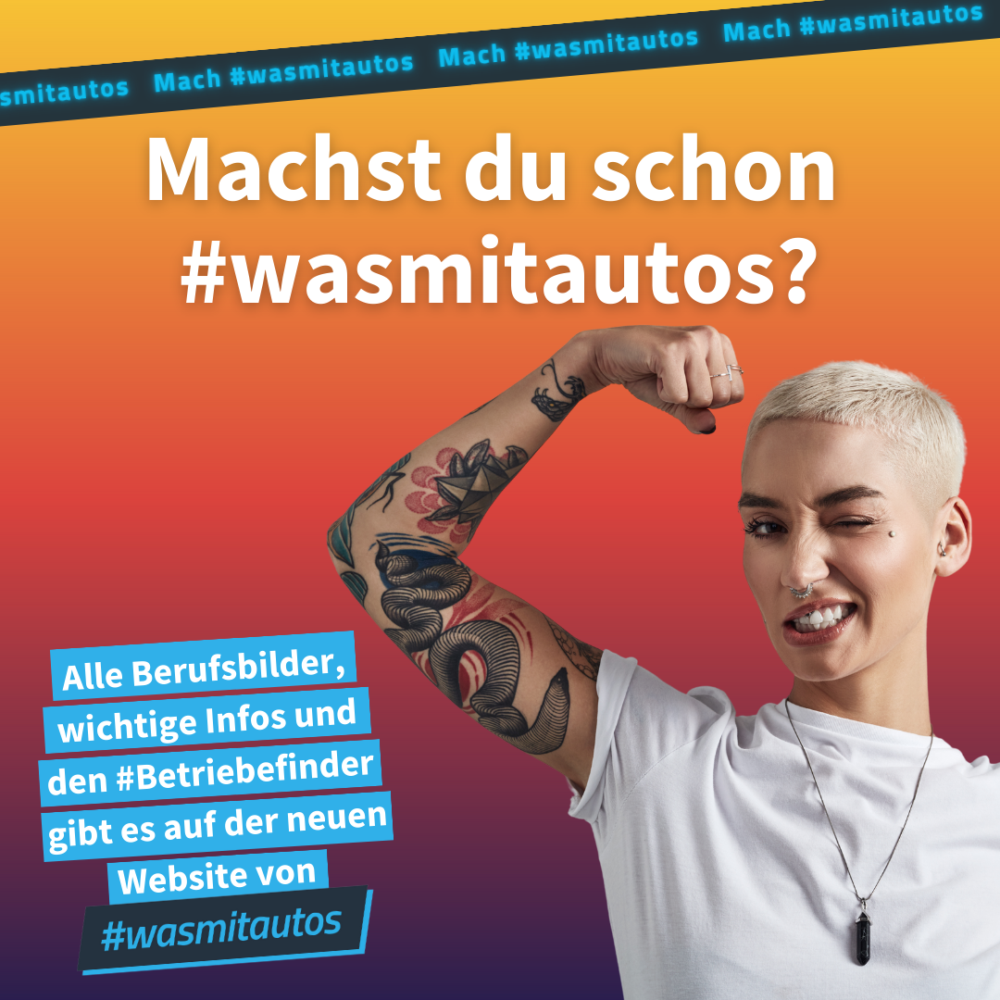 smitautos Mach #wasmitautos Mach #wasmitautos Mach #wasmitautos
Machst du schon
#wasmitautos?
Alle Berufsbilder,
wichtige Infos und
den #Betriebefinder
gibt es auf der neuen
Website von
#wasmitautos